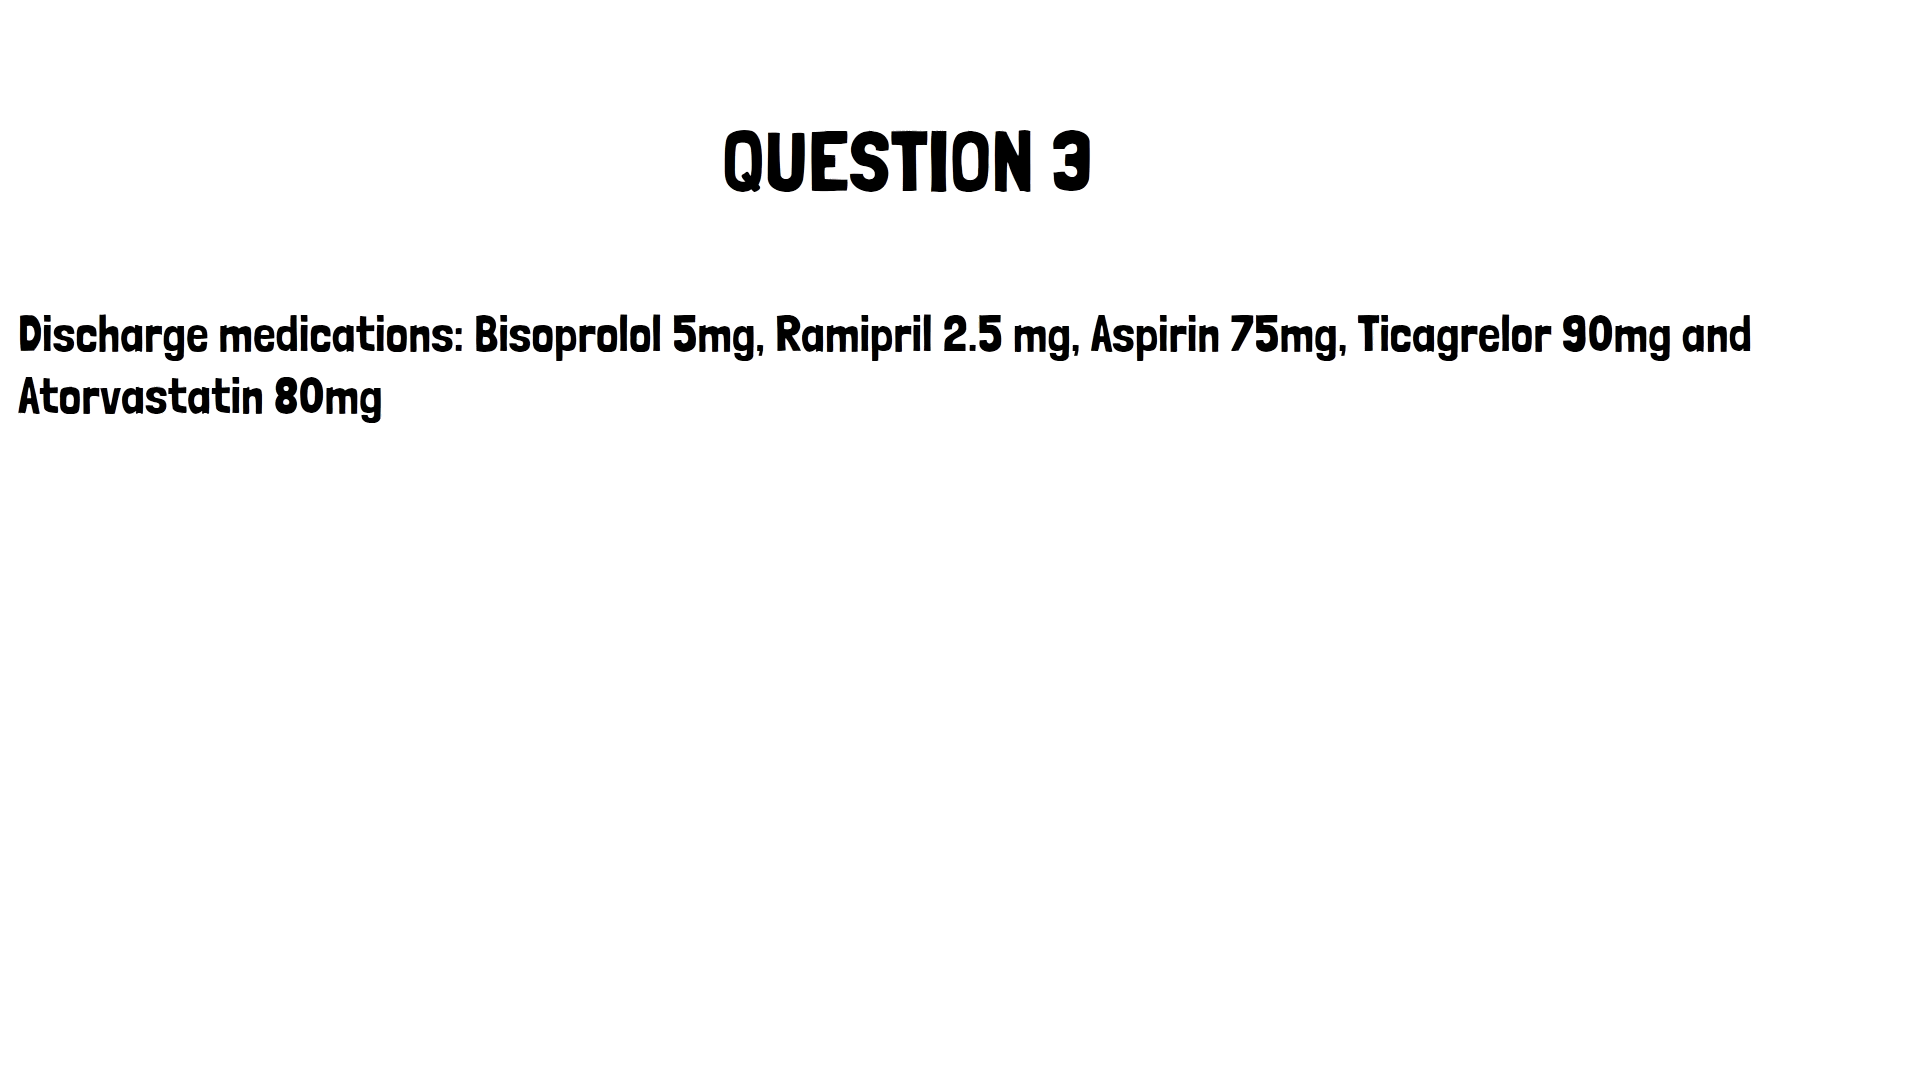 QUESTION 3
Discharge medications: Bisoprolol 5mg, Ramipril 2.5 mg, Aspirin 75mg, Ticagrelor 90mg and
Atorvastatin 80mg